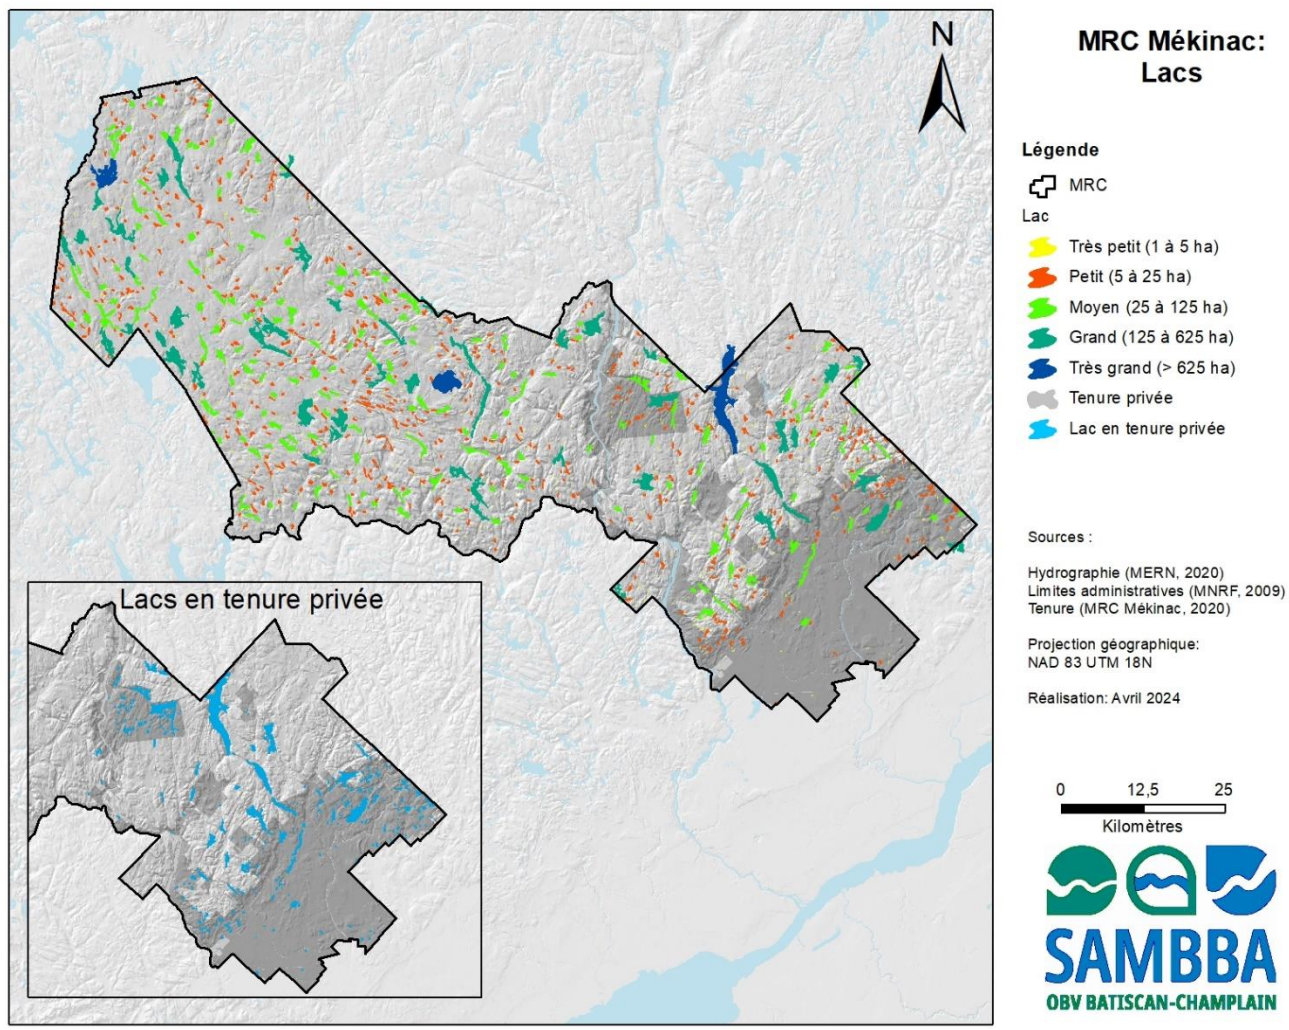 N
MRC Mékinac:
Lacs
Légende
MRC
Lac
Très petit (1 à 5 ha)
Petit (5 à 25 ha)
Moyen (25 à 125 ha)
Grand (125 à 625 ha)
Très grand (> 625 ha)
Tenure privée
Lac en tenure privée
Sources :
Hydrographie (MERN, 2020)
Limites administratives (MNRF, 2009)
Tenure (MRC Mékinac, 2020)
Projection géographique:
NAD 83 UTM 18N
Réalisation: Avril 2024
0 12,5 25
Kilomètres
SAMBBA
OBV BATISCAN-CHAMPLAIN
Lacs en tenure privée